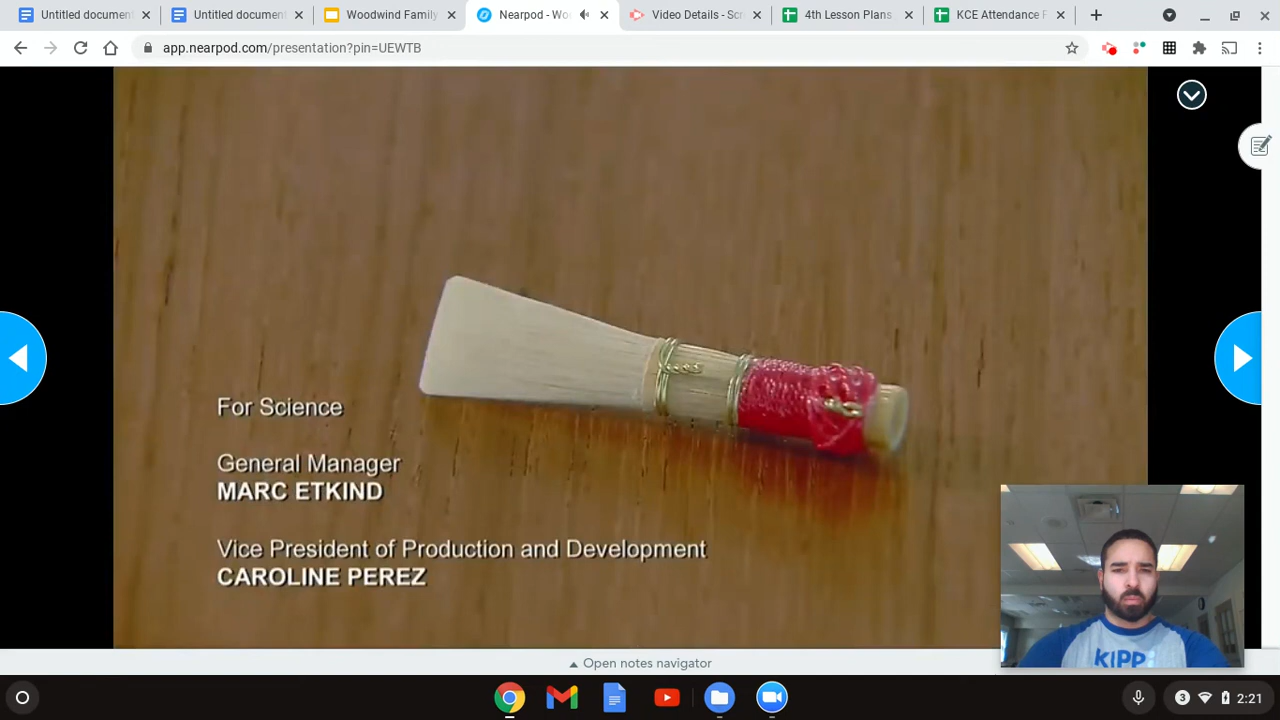 Untitled document
Untitled document
Woodwind Family
Nearpod - Wo
Video Details - Scr
4th Lesson Plans
KCE Attendance F
app.nearpod.com/presentation?pin=UEWTB
For Science
General Manager
MARC ETKIND
Vice President of Production and Development
CAROLINE PEREZ
KIPP
Open notes navigator
3
2:21